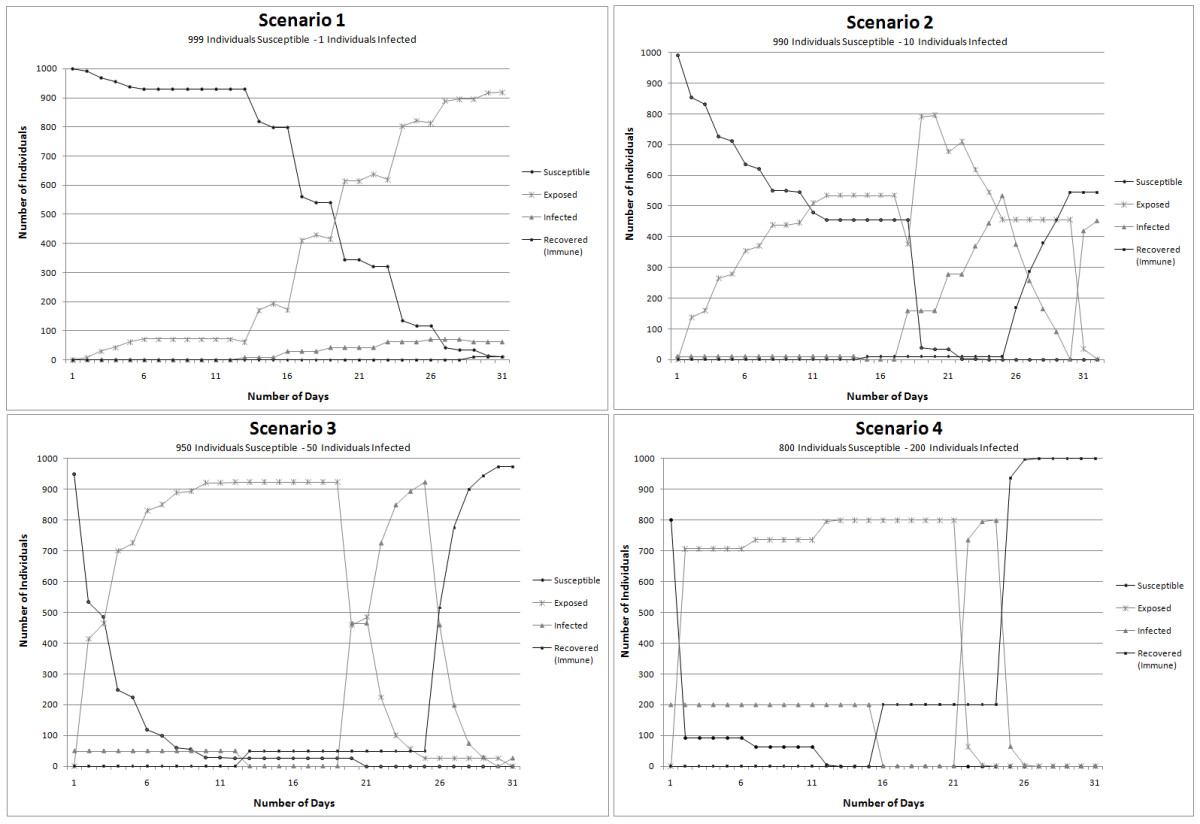 Scenario 1
999 Individuals Susceptible - 1 Individuals Infected
Number of Individuals
1000
900
800
700
600
500
400
300
200
100
0
1
6
11
16
21
26
31
Number of Days
Susceptible
Exposed
Infected
Recovered
(Immune)
Scenario 2
990 Individuals Susceptible - 10 Individuals Infected
Number of Individuals
1000
900
800
700
600
500
400
300
200
100
0
1
6
11
16
21
26
31
Number of Days
Susceptible
Exposed
Infected
Recovered
(Immune)
Scenario 3
950 Individuals Susceptible - 50 Individuals Infected
Number of Individuals
1000
900
800
700
600
500
400
300
200
100
0
1
6
11
16
21
26
31
Number of Days
Susceptible
Exposed
Infected
Recovered
(Immune)
Scenario 4
800 Individuals Susceptible - 200 Individuals Infected
Number of Individuals
1000
900
800
700
600
500
400
300
200
100
0
1
6
11
16
21
26
31
Number of Days
Susceptible
Exposed
Infected
Recovered
(Immune)